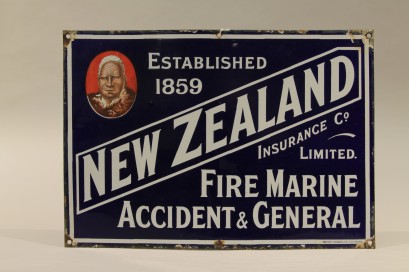 ESTABLISHED
1859
NEW ZEALAND
INSURANCE CO
LIMITED.
FIRE MARINE
ACCIDENT & GENERAL